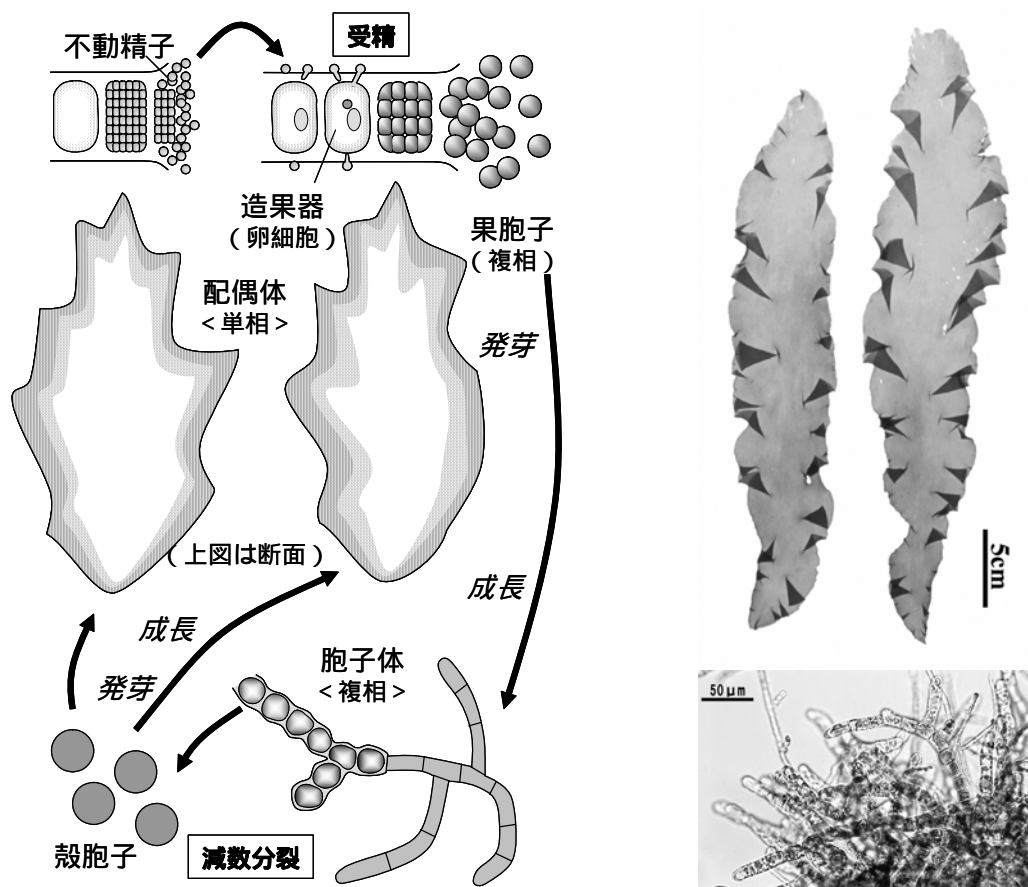 不動精子
受精
造果器
（卵細胞）
果胞子
（複相）
配偶体
＜単相＞
発芽
（上図は断面）
成長
成長
発芽
胞子体
＜複相＞
殻胞子
減数分裂
5cm
50μm